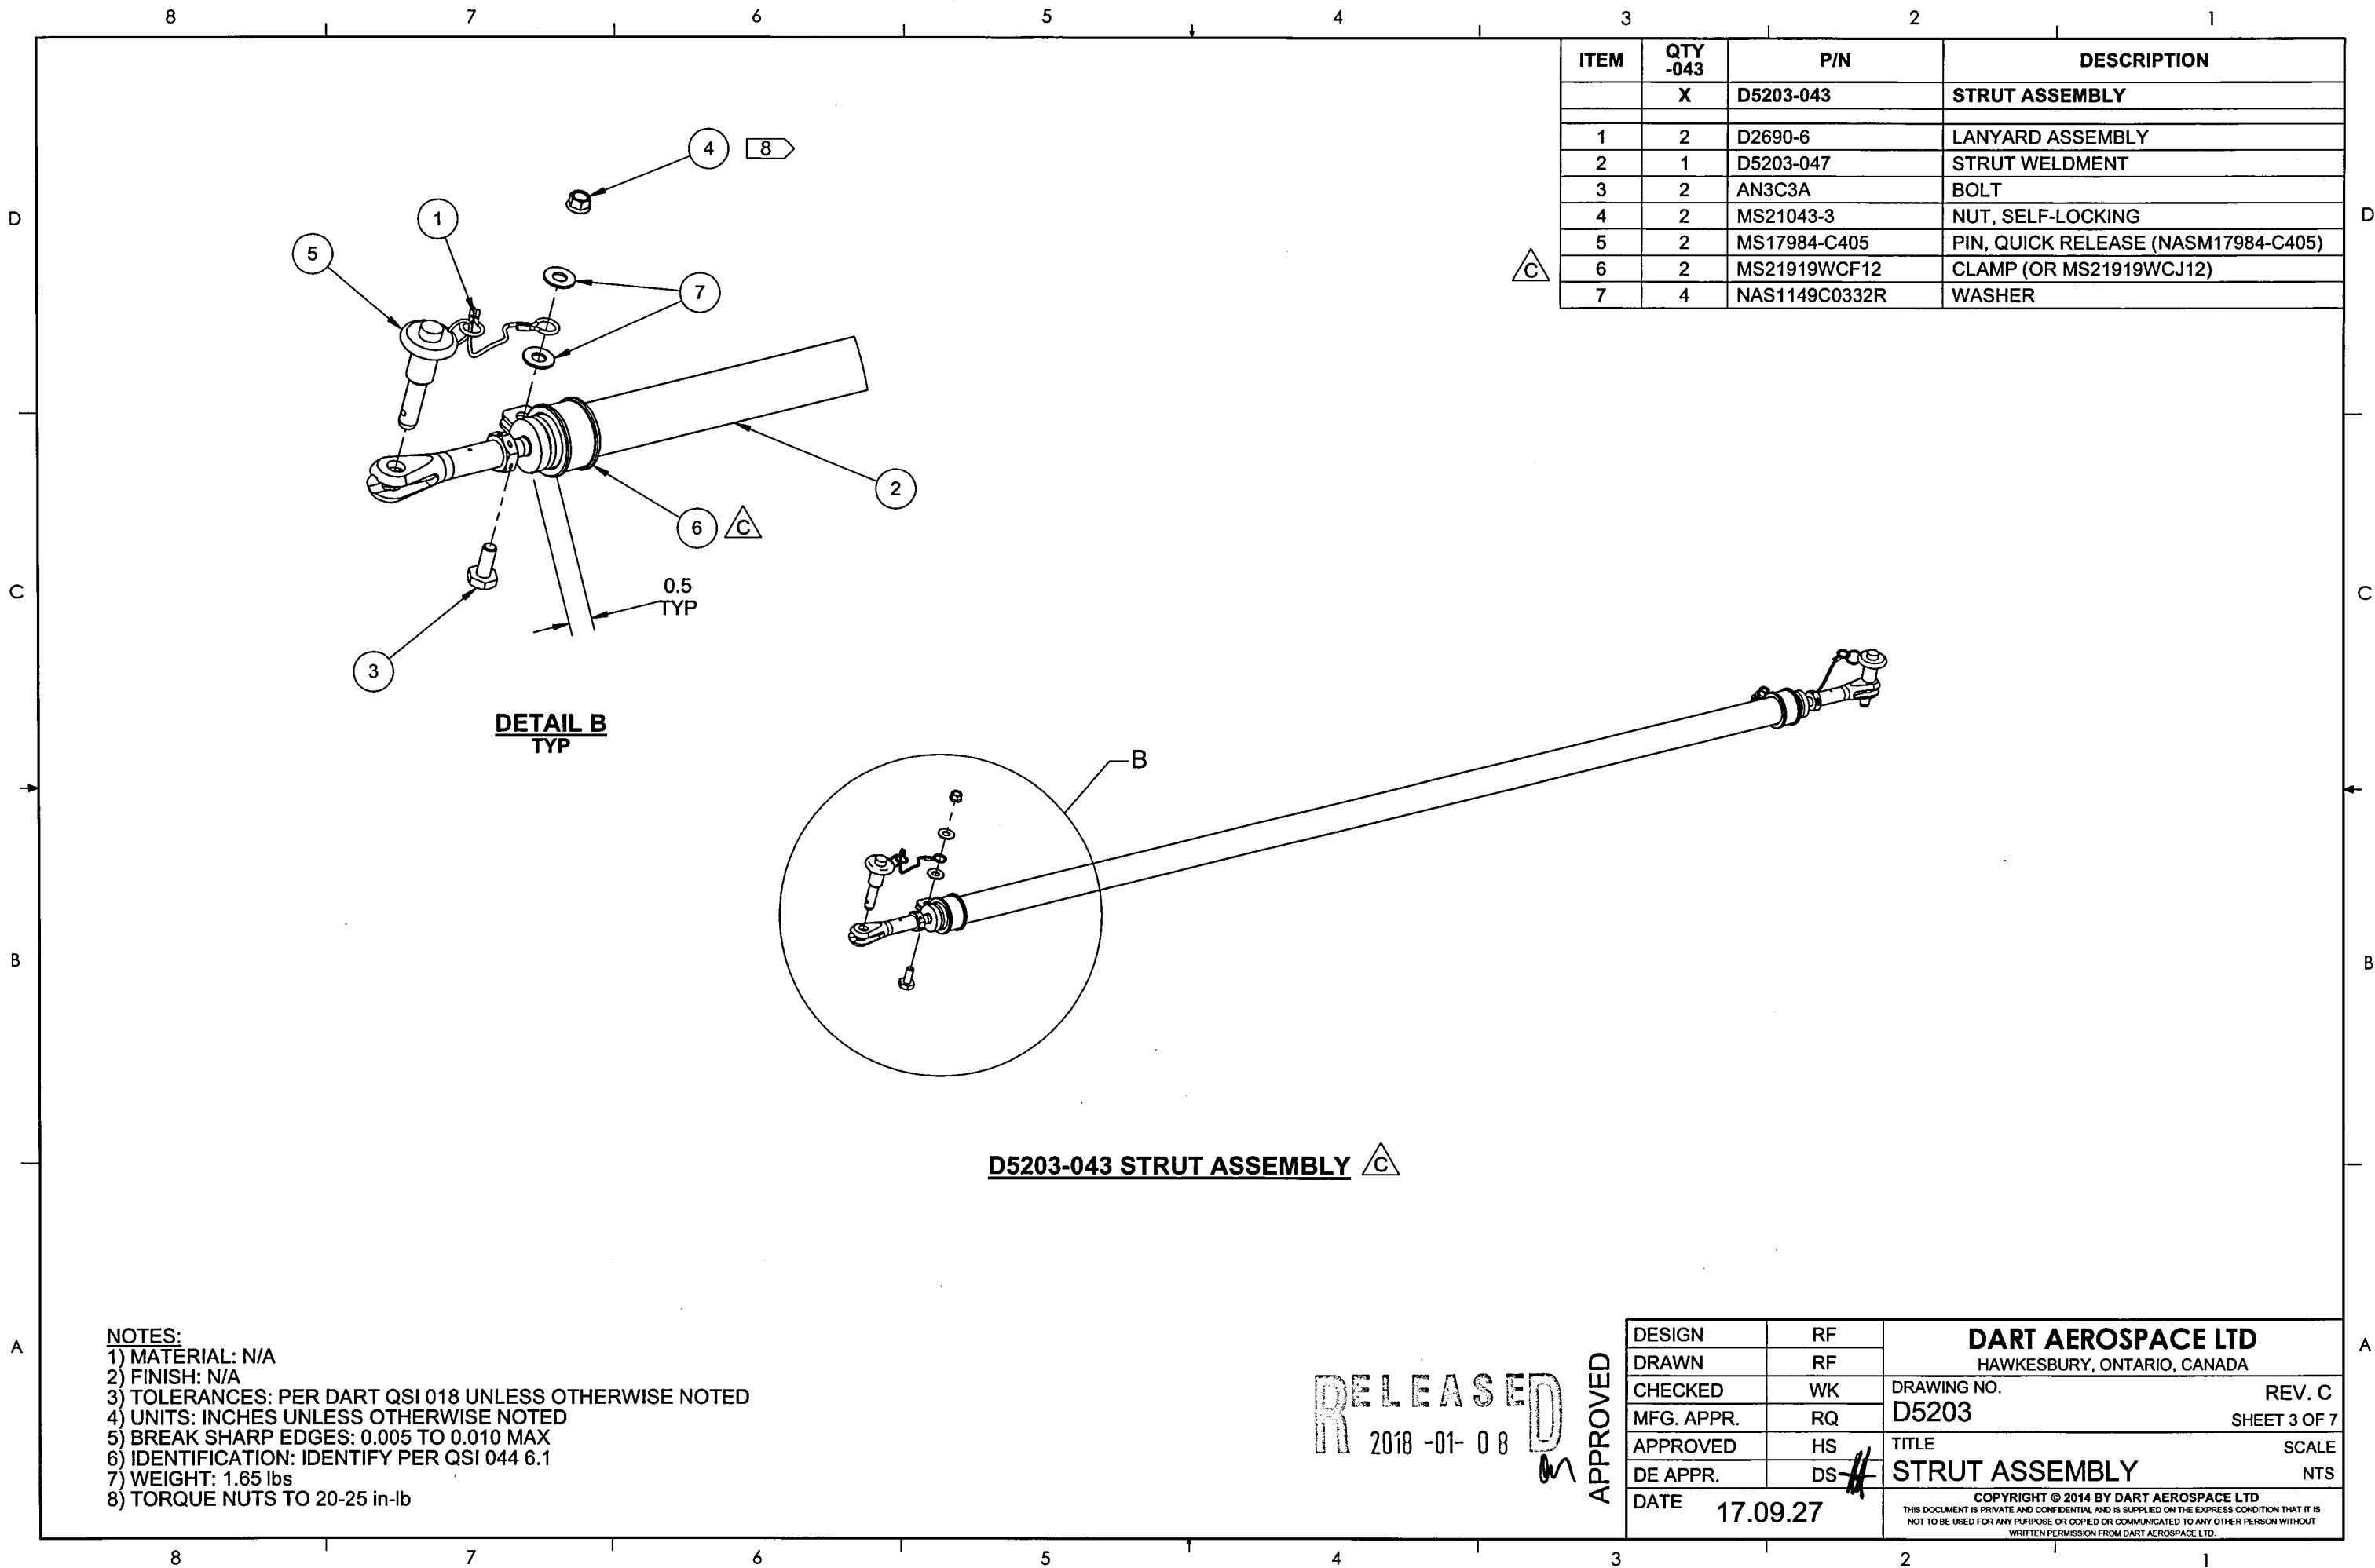 8 7 6 5 4 3 2 1
ITEM QTY -043 P/N DESCRIPTION
X D5203-043 STRUT ASSEMBLY
1 2 D2690-6 LANYARD ASSEMBLY
2 1 D5203-047 STRUT WELDMENT
3 2 AN3C3A BOLT
4 2 MS21043-3 NUT, SELF-LOCKING
5 2 MS17984-C405 PIN, QUICK RELEASE (NASM17984-C405)
C 6 2 MS21919WCF12 CLAMP (OR MS21919WCJ12)
7 4 NAS1149C0332R WASHER
4 8
1
5
7
2
6 C
0.5
TYP
3
DETAIL B
TYP
B
D5203-043 STRUT ASSEMBLY C
D D
C C
B B
A A
NOTES:
1) MATERIAL: N/A
2) FINISH: N/A
3) TOLERANCES: PER DART QSI 018 UNLESS OTHERWISE NOTED
4) UNITS: INCHES UNLESS OTHERWISE NOTED
5) BREAK SHARP EDGES: 0.005 TO 0.010 MAX
6) IDENTIFICATION: IDENTIFY PER QSI 044 6.1
7) WEIGHT: 1.65 lbs
8) TORQUE NUTS TO 20-25 in-lb
RELEASED
2018 -01- 08
APPROVED
DESIGN RF
DRAWN RF
CHECKED WK
MFG. APPR. RQ
APPROVED HS
DE APPR. DS
DATE 17.09.27
DART AEROSPACE LTD
HAWKESBURY, ONTARIO, CANADA
DRAWING NO. REV. C
D5203 SHEET 3 OF 7
TITLE SCALE
STRUT ASSEMBLY NTS
COPYRIGHT © 2014 BY DART AEROSPACE LTD
THIS DOCUMENT IS PRIVATE AND CONFIDENTIAL AND IS SUPPLIED ON THE EXPRESS CONDITION THAT IT IS
NOT TO BE USED FOR ANY PURPOSE OR COPIED OR COMMUNICATED TO ANY OTHER PERSON WITHOUT
WRITTEN PERMISSION FROM DART AEROSPACE LTD.
8 7 6 5 4 3 2 1